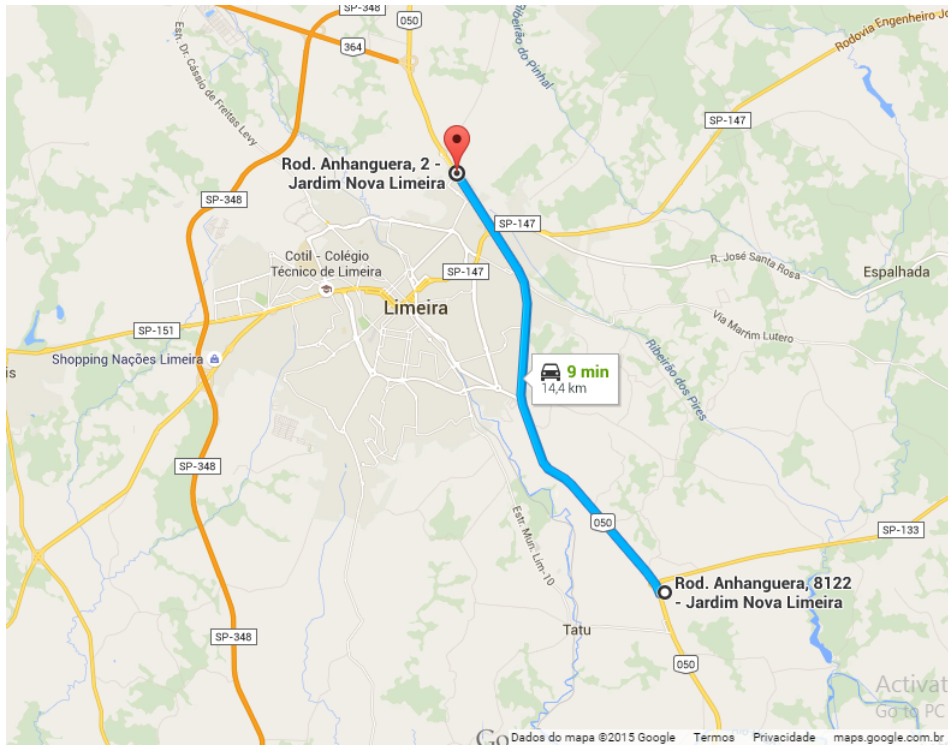 SP-348
050
364
Estr. Dr. Cássio de Freitas Levy
Ribeirão do Pinhal
Rodovia Engenheiro Jo
SP-147
Rod. Anhanguera, 2 -
Jardim Nova Limeira
SP-348
SP-147
Cotil - Colégio
Técnico de Limeira
SP-147
R. José Santa Rosa
Espalhada
Limeira
Via Martim Lutero
SP-151
Shopping Nações Limeira
is
Ribeirão dos Pires
9 min
14,4 km
SP-348
050
Estr. Mun. Lim-10
SP-133
Rod. Anhanguera, 8122
- Jardim Nova Limeira
Tatu
SP-348
050
Activat
Go to PC
Go
Dados do mapa ©2015 Google Termos Privacidade maps.google.com.br